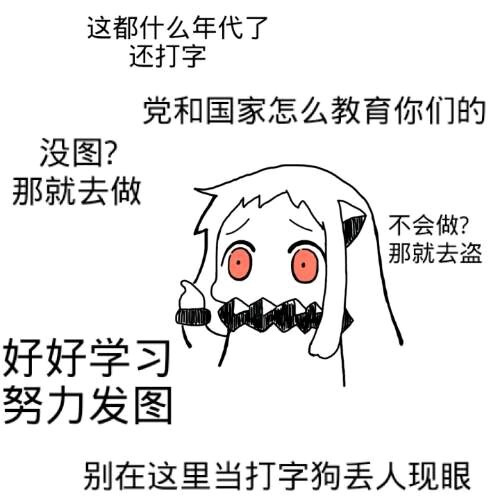 这都什么年代了
还打字
党和国家怎么教育你们的
没图?
那就去做
不会做?
那就去盗
好好学习
努力发图
别在这里当打字狗丢人现眼